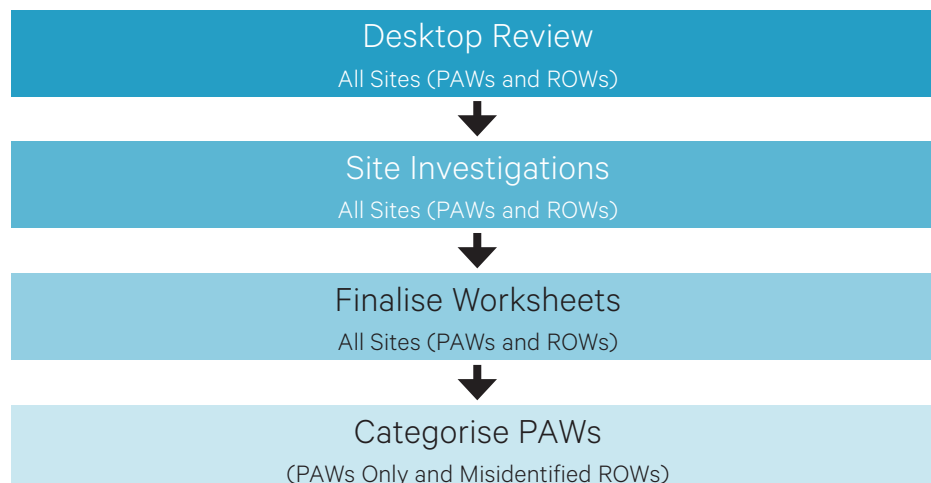 Desktop Review
All Sites (PAWs and ROWs)
Site Investigations
All Sites (PAWs and ROWs)
Finalise Worksheets
All Sites (PAWs and ROWs)
Categorise PAWs
(PAWs Only and Misidentified ROWs)